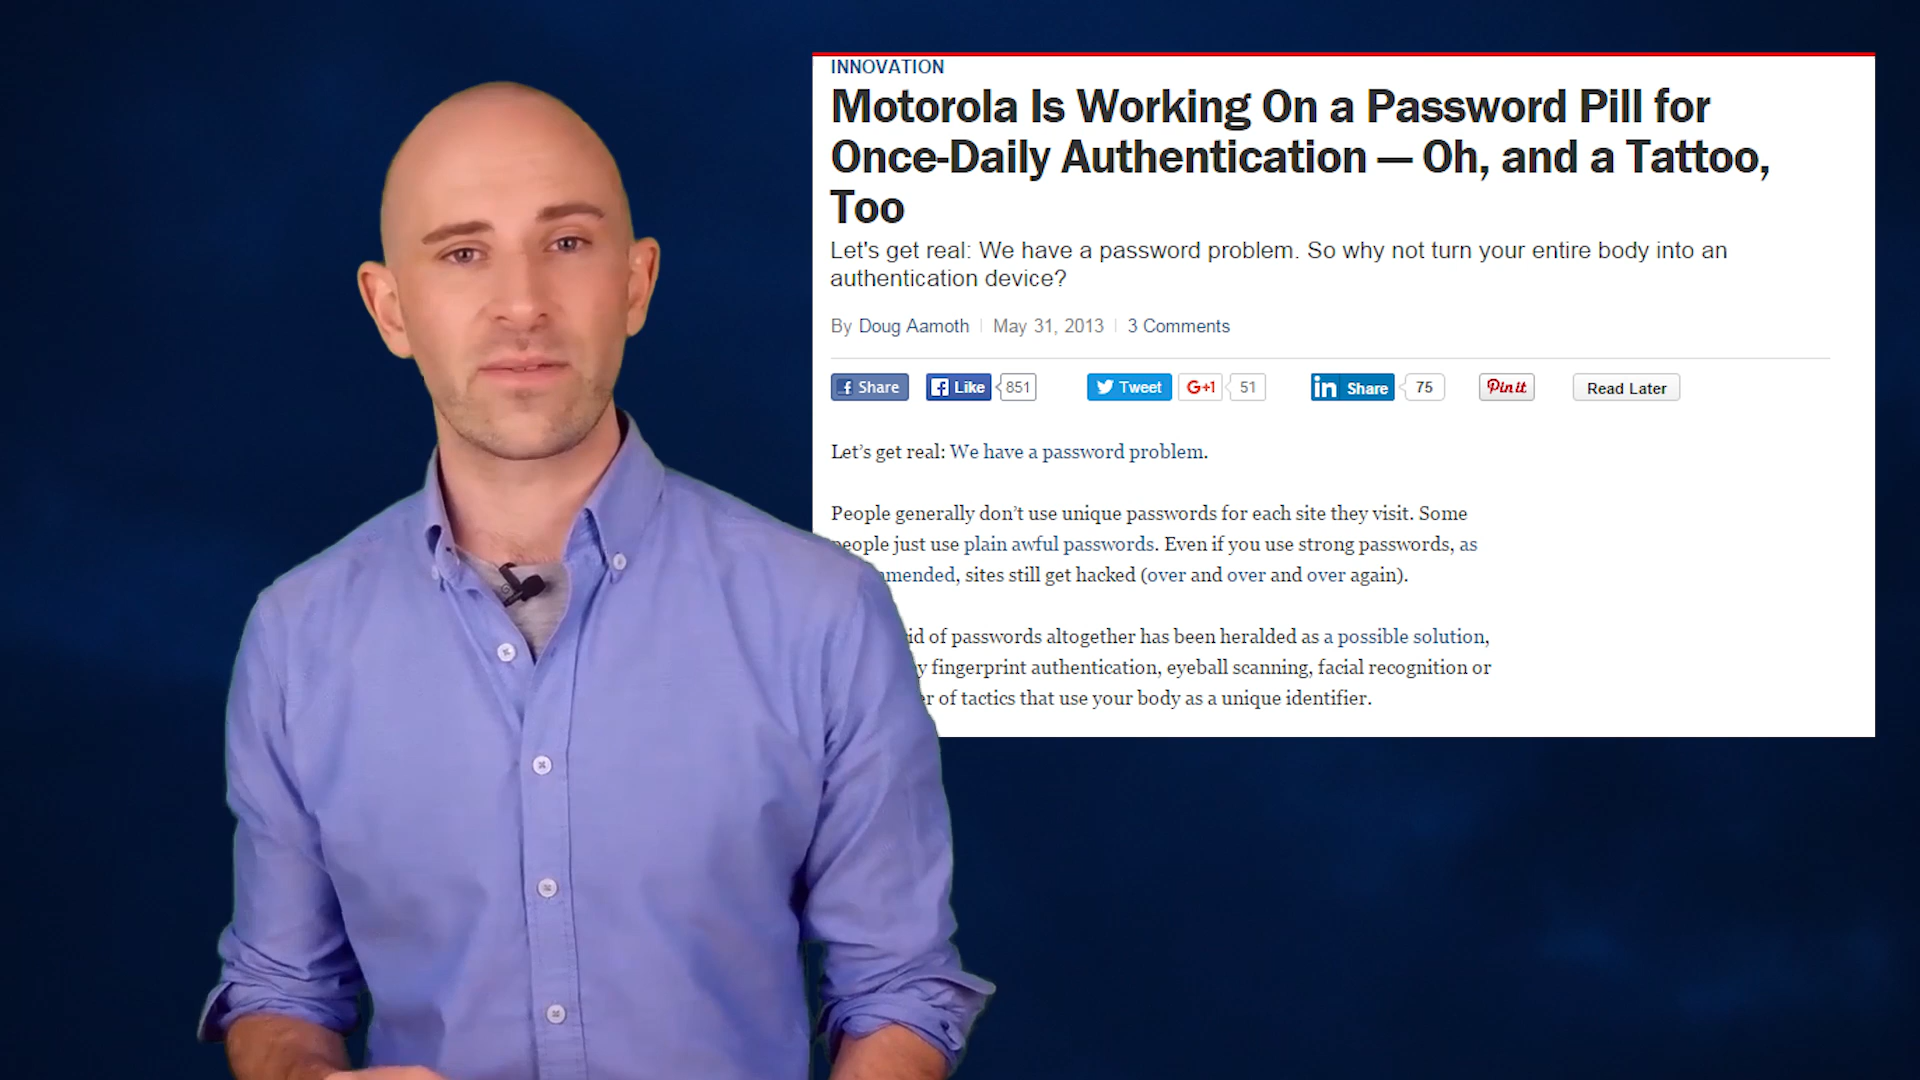 INNOVATION
Motorola Is Working On a Password Pill for
Once-Daily Authentication — Oh, and a Tattoo,
Too
Let's get real: We have a password problem. So why not turn your entire body into an
authentication device?
By Doug Aamoth | May 31, 2013 | 3 Comments
f Share f Like 851 Tweet G+1 51 in Share 75 Pin it Read Later
Let’s get real: We have a password problem.
People generally don’t use unique passwords for each site they visit. Some
people just use plain awful passwords. Even if you use strong passwords, as
mended, sites still get hacked (over and over and over again).
id of passwords altogether has been heralded as a possible solution,
y fingerprint authentication, eyeball scanning, facial recognition or
er of tactics that use your body as a unique identifier.